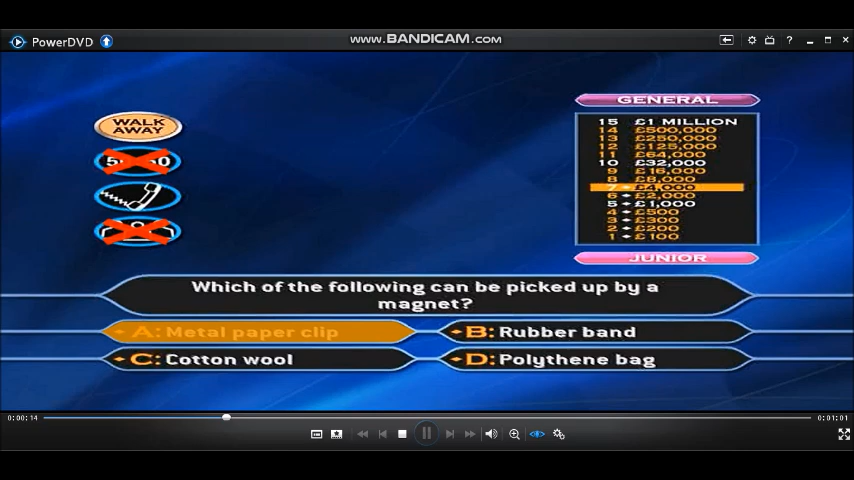 www.BANDICAM.com
PowerDVD
?
WALK
AWAY
50:50
GENERAL
15 £1 MILLION
14 £500,000
13 £250,000
12 £125,000
11 £64,000
10 £32,000
9 £16,000
8 £8,000
7 £4,000
6 £2,000
5 £1,000
4 £500
3 £300
2 £200
1 £100
JUNIOR
Which of the following can be picked up by a
magnet?
A: Metal paper clip
B: Rubber band
C: Cotton wool
D: Polythene bag
0:00:14
0:01:01